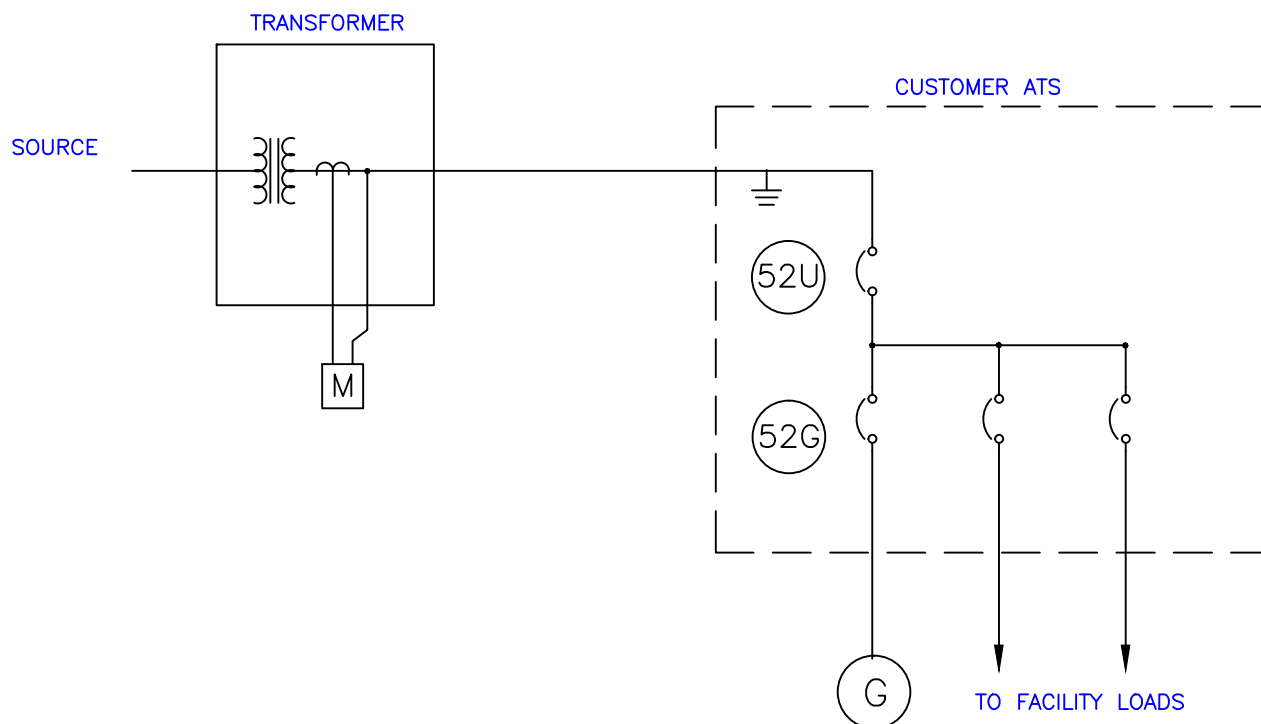 TRANSFORMER
CUSTOMER ATS
SOURCE
52U
M
52G
G
TO FACILITY LOADS